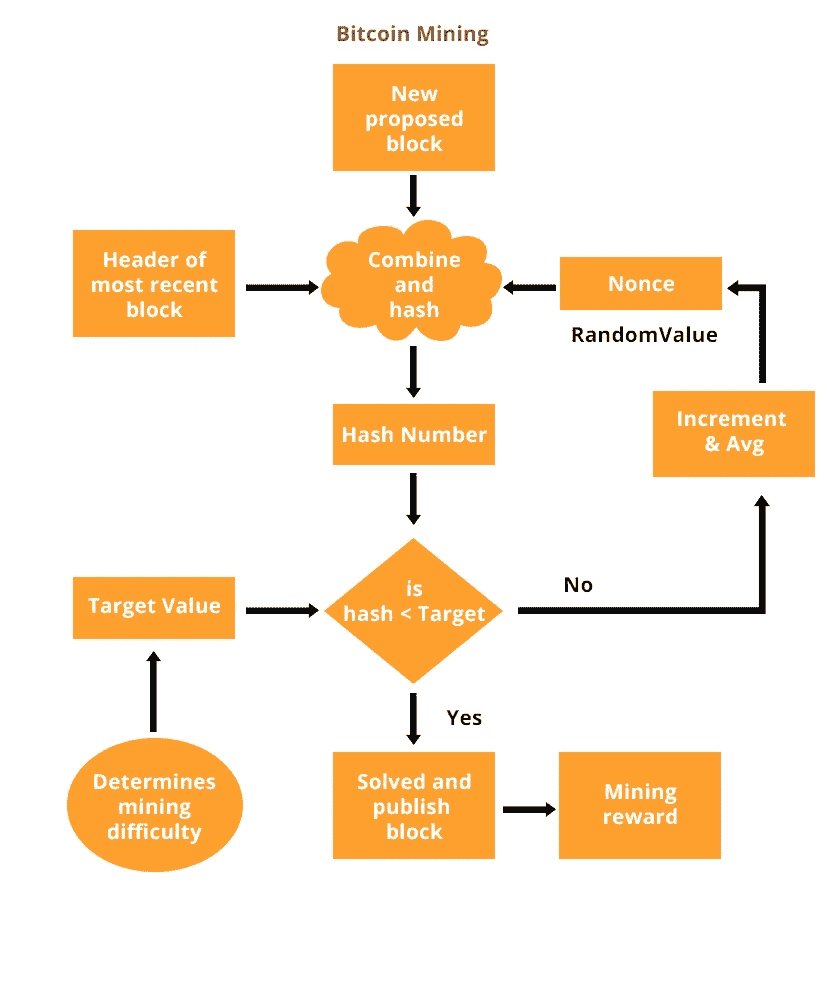 Bitcoin Mining
New
proposed
block
Header of
most recent
block
Combine
and
hash
Nonce
RandomValue
Increment
& Avg
Hash Number
Target Value
is
hash < Target
No
Yes
Determines
mining
difficulty
Solved and
publish
block
Mining
reward